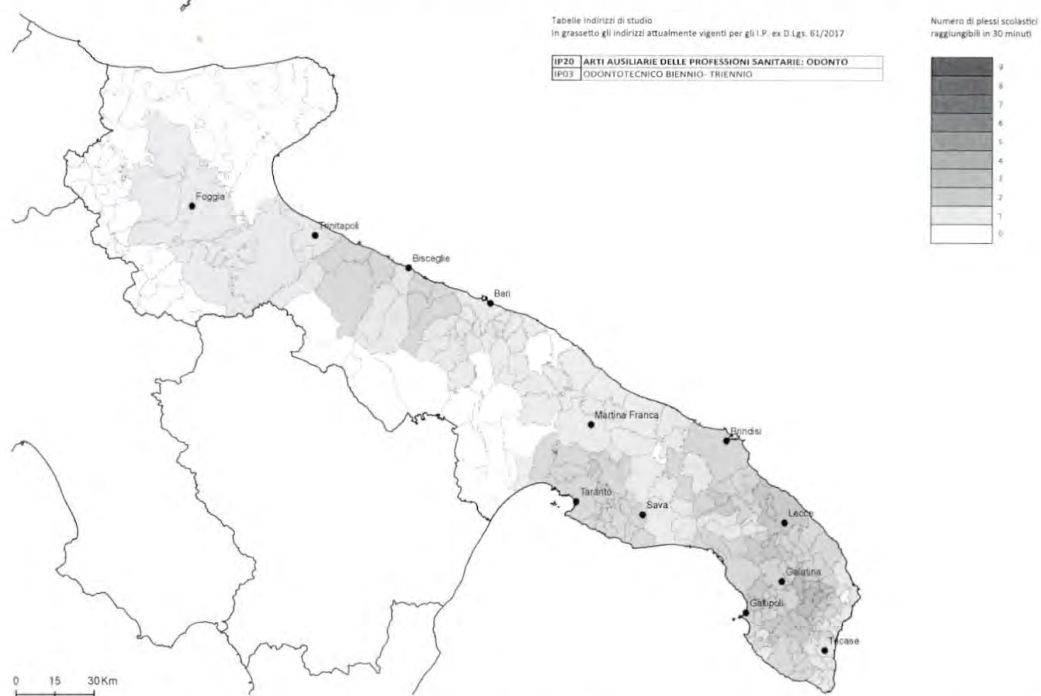 Tabelle Indirizzi di studio
In grassetto gli indirizzi attualmente vigenti per gli I.P. ex D.Lgs. 61/2017
IP20 ARTI AUSILIARIE DELLE PROFESSIONI SANITARIE: ODONTO
IP03 ODONTOTECNICO BIENNIO- TRIENNIO
Numero di plessi scolastici
raggiungibili in 30 minuti
9
8
7
6
5
4
3
2
1
0
Foggia
Trinitapoli
Bisceglie
Bari
Martina Franca
Brindisi
Taranto
Sava
Lecce
Galatina
Gallipoli
Tricase
0 15 30 Km